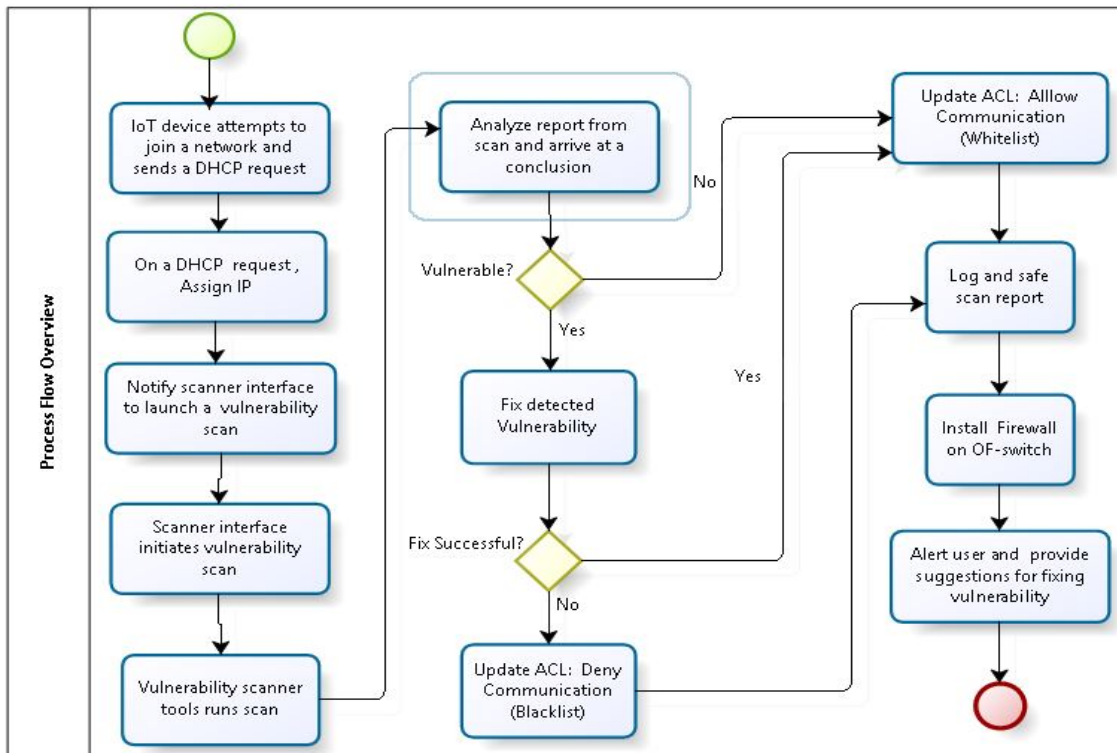 Process Flow Overview
IoT device attempts to
join a network and
sends a DHCP request
On a DHCP request ,
Assign IP
Notify scanner interface
to launch a vulnerability
scan
Scanner interface
initiates vulnerability
scan
Vulnerability scanner
tools runs scan
Analyze report from
scan and arrive at a
conclusion
Vulnerable?
No
Yes
Fix detected
Vulnerability
Fix Successful?
Yes
No
Update ACL: Deny
Communication
(Blacklist)
Update ACL: Alllow
Communication
(Whitelist)
Log and safe
scan report
Install Firewall
on OF-switch
Alert user and provide
suggestions for fixing
vulnerability